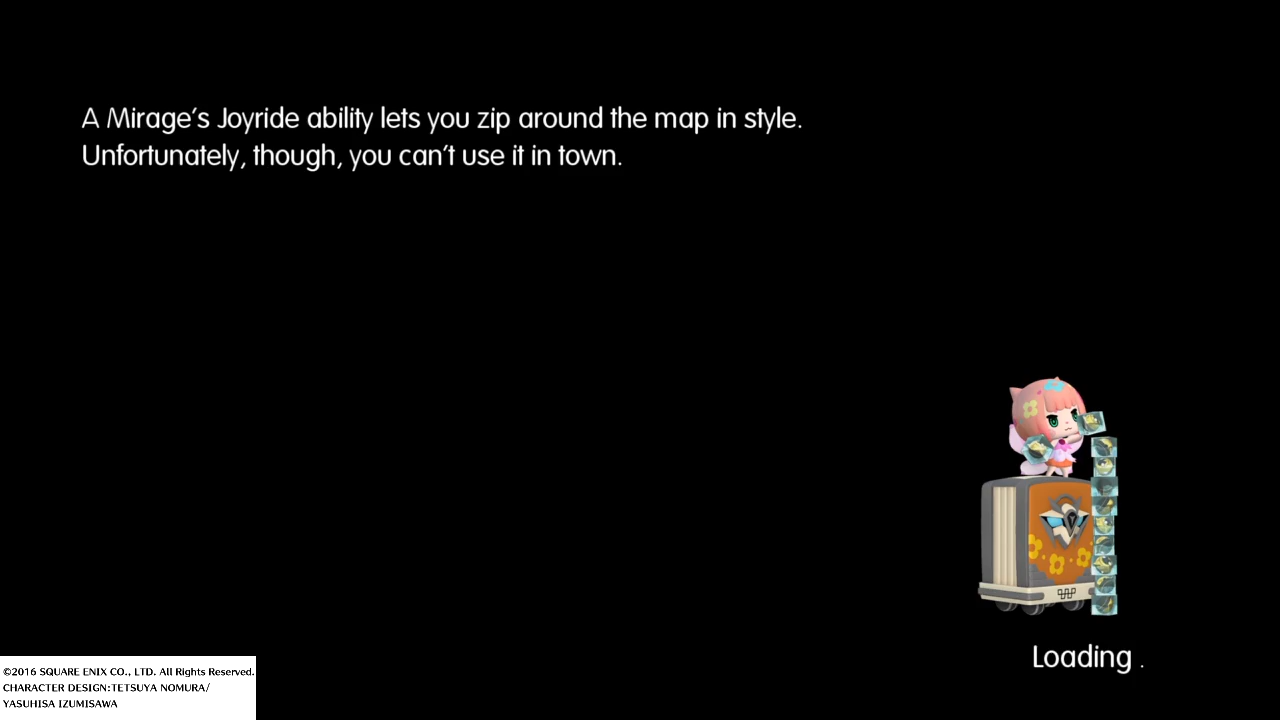 A Mirage's Joyride ability lets you zip around the map in style.
Unfortunately, though, you can't use it in town.
Loading .
©2016 SQUARE ENIX CO., LTD. All Rights Reserved.
CHARACTER DESIGN:TETSUYA NOMURA/
YASUHISA IZUMISAWA